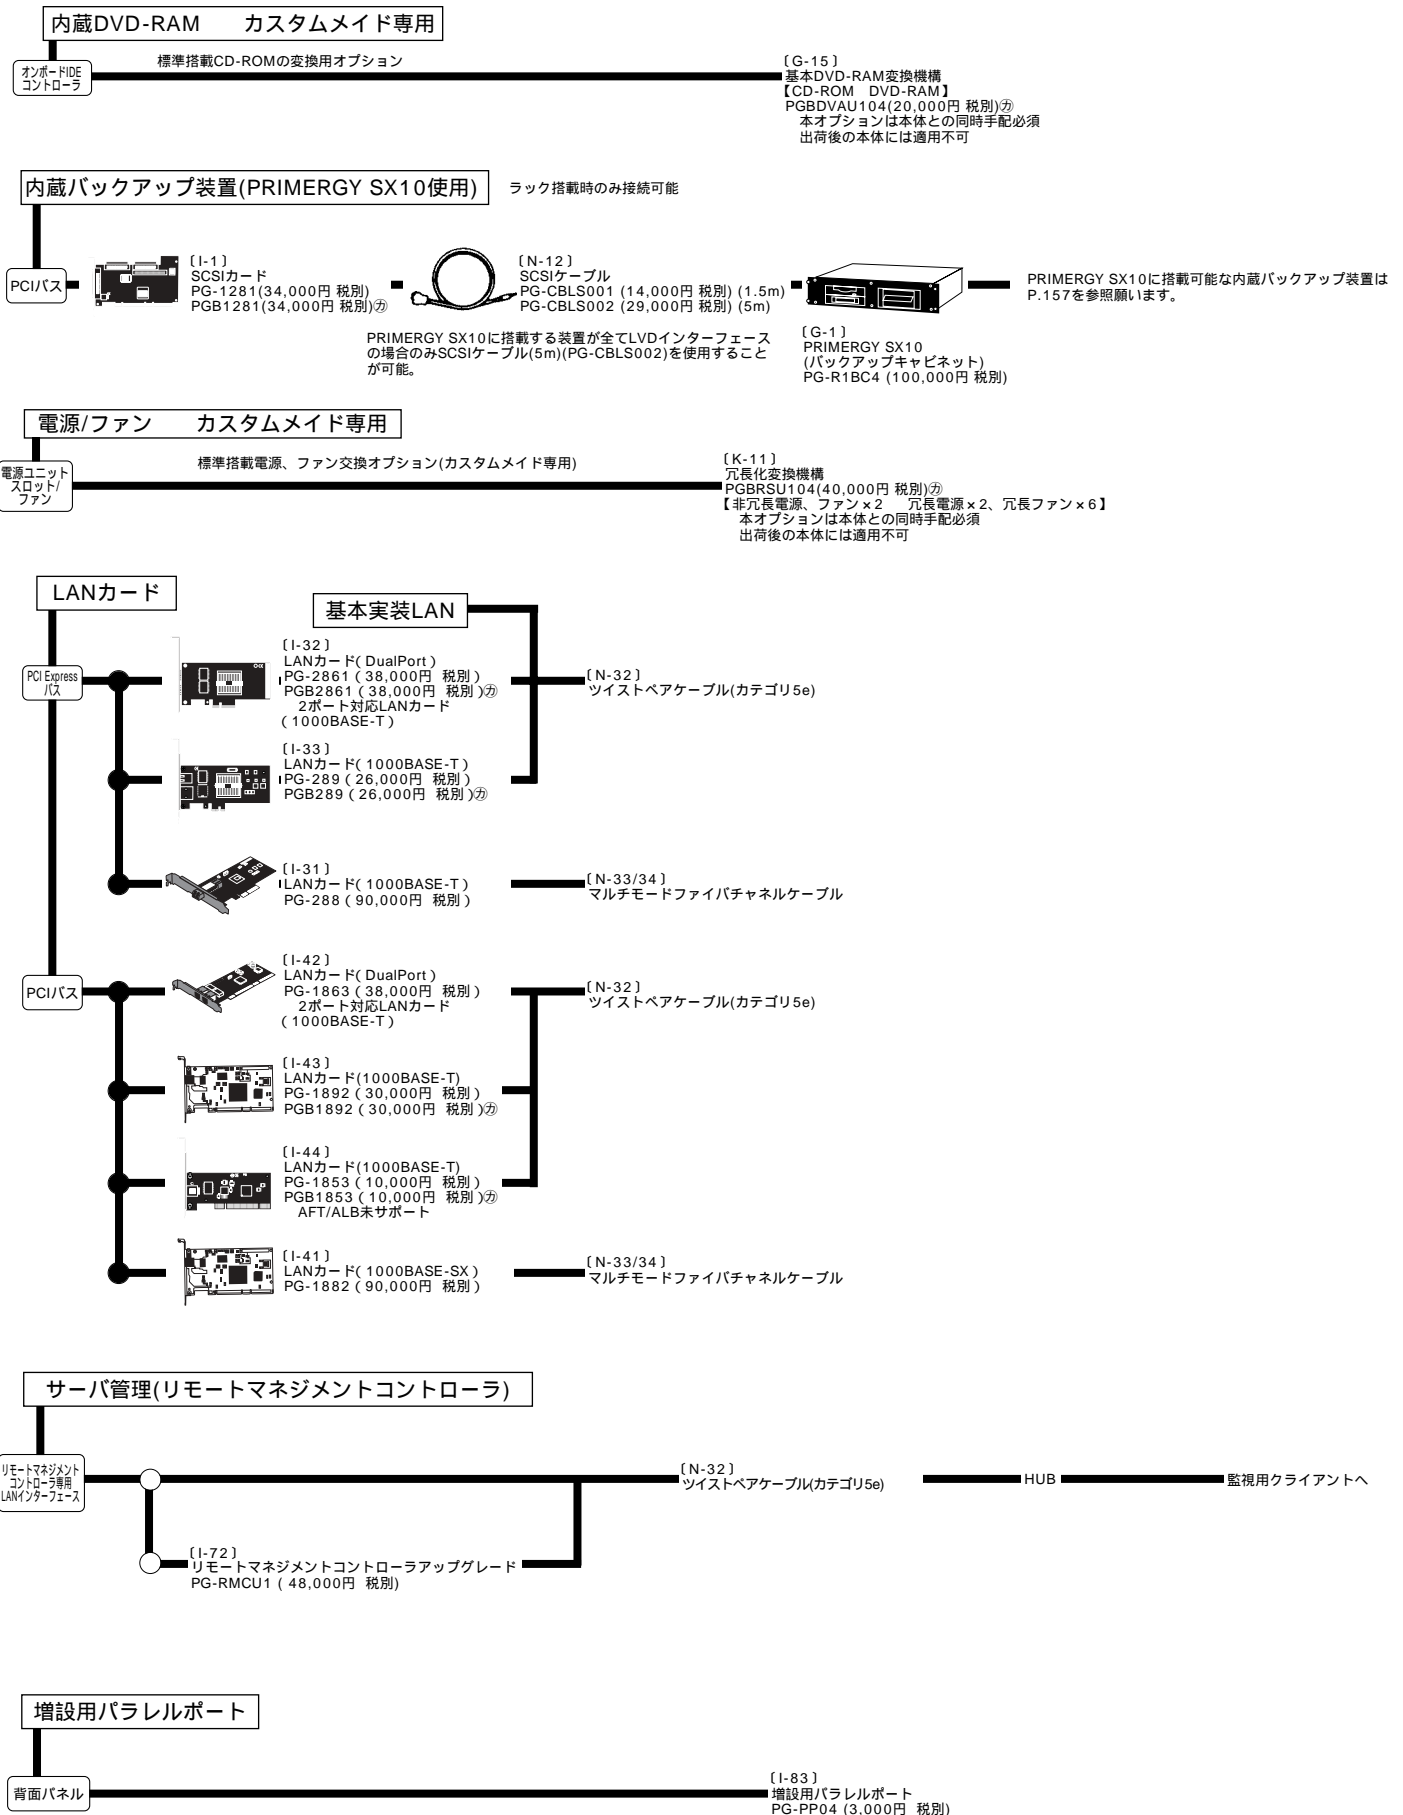 内蔵DVD-RAM　カスタムメイド専用
オンボードIDE
コントローラ
標準搭載CD-ROMの変換用オプション
〔G-15〕
基本DVD-RAM変換機構
【CD-ROM　DVD-RAM】
PGBDVAU104(20,000円 税別)㋕
本オプションは本体との同時手配必須
出荷後の本体には適用不可
内蔵バックアップ装置(PRIMERGY SX10使用)
ラック搭載時のみ接続可能
PCIバス
〔I-1〕
SCSIカード
PG-1281(34,000円 税別)
PGB1281(34,000円 税別)㋕
〔N-12〕
SCSIケーブル
PG-CBLS001 (14,000円 税別) (1.5m)
PG-CBLS002 (29,000円 税別) (5m)
PRIMERGY SX10に搭載する装置が全てLVDインターフェース
の場合のみSCSIケーブル(5m)(PG-CBLS002)を使用すること
が可能。
〔G-1〕
PRIMERGY SX10
(バックアップキャビネット)
PG-R1BC4 (100,000円 税別)
PRIMERGY SX10に搭載可能な内蔵バックアップ装置は
P.157を参照願います。
電源/ファン　カスタムメイド専用
電源ユニット
スロット/
ファン
標準搭載電源、ファン交換オプション(カスタムメイド専用)
〔K-11〕
冗長化変換機構
PGBRSU104(40,000円 税別)㋕
【非冗長電源、ファン×2　冗長電源×2、冗長ファン×6】
本オプションは本体との同時手配必須
出荷後の本体には適用不可
LANカード
基本実装LAN
PCI Express
バス
〔I-32〕
LANカード(DualPort)
PG-2861(38,000円 税別)
PGB2861(38,000円 税別)㋕
2ポート対応LANカード
(1000BASE-T)
〔N-32〕
ツイストペアケーブル(カテゴリ5e)
〔I-33〕
LANカード(1000BASE-T)
PG-289(26,000円 税別)
PGB289(26,000円 税別)㋕
〔I-31〕
LANカード(1000BASE-T)
PG-288(90,000円 税別)
〔N-33/34〕
マルチモードファイバチャネルケーブル
PCIバス
〔I-42〕
LANカード(DualPort)
PG-1863(38,000円 税別)
2ポート対応LANカード
(1000BASE-T)
〔N-32〕
ツイストペアケーブル(カテゴリ5e)
〔I-43〕
LANカード(1000BASE-T)
PG-1892(30,000円 税別)
PGB1892(30,000円 税別)㋕
〔I-44〕
LANカード(1000BASE-T)
PG-1853(10,000円 税別)
PGB1853(10,000円 税別)㋕
AFT/ALB未サポート
〔I-41〕
LANカード(1000BASE-SX)
PG-1882(90,000円 税別)
〔N-33/34〕
マルチモードファイバチャネルケーブル
サーバ管理(リモートマネジメントコントローラ)
リモートマネジメント
コントローラ専用
LANインターフェース
〔N-32〕
ツイストペアケーブル(カテゴリ5e)
HUB
監視用クライアントへ
〔I-72〕
リモートマネジメントコントローラアップグレード
PG-RMCU1 (48,000円 税別)
増設用パラレルポート
背面パネル
〔I-83〕
増設用パラレルポート
PG-PP04 (3,000円 税別)